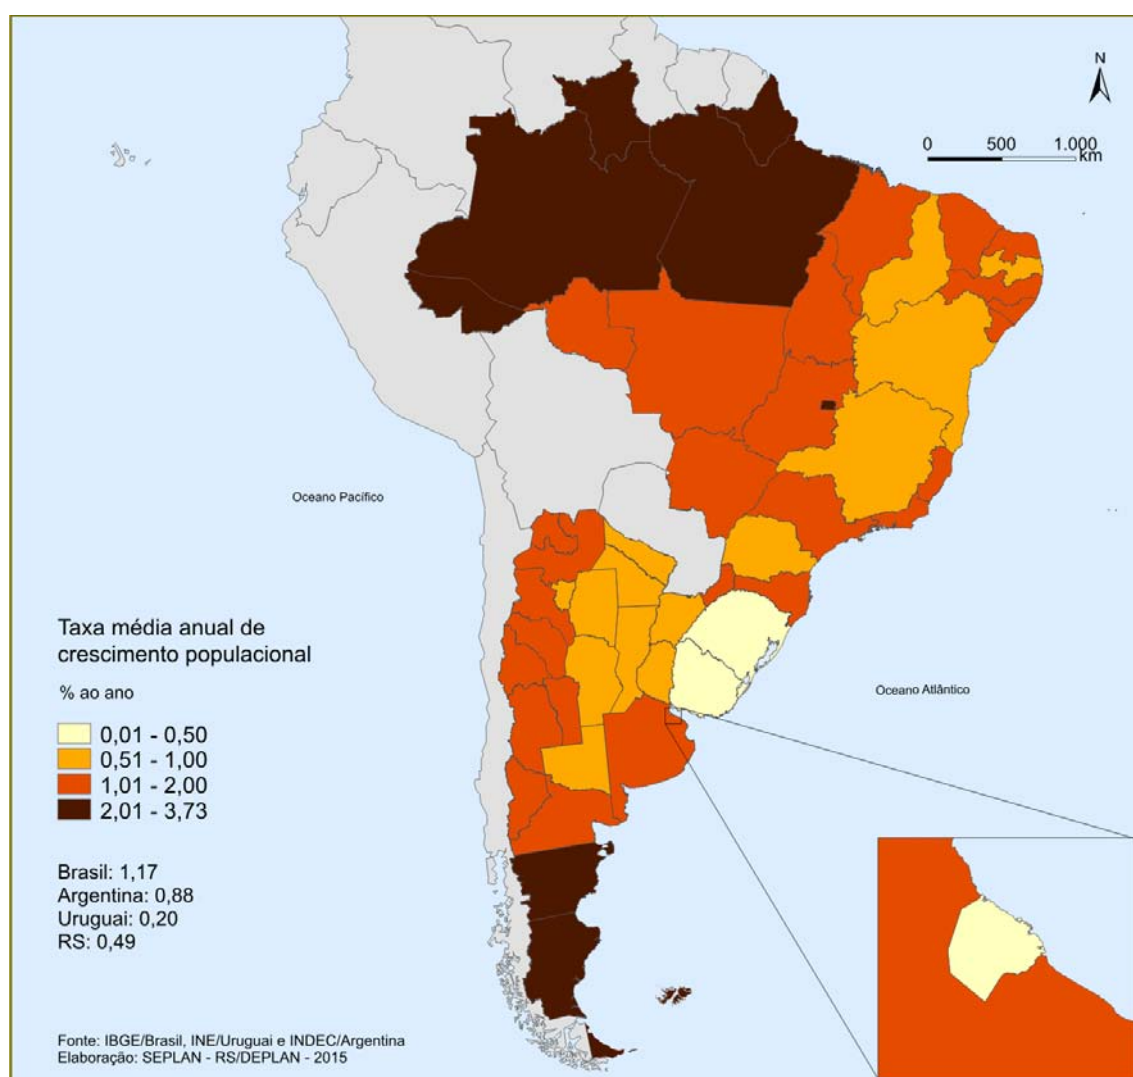 N
0 500 1.000
km
Oceano Pacífico
Taxa média anual de
crescimento populacional
% ao ano
Oceano Atlântico
0,01 - 0,50
0,51 - 1,00
1,01 - 2,00
2,01 - 3,73
Brasil: 1,17
Argentina: 0,88
Uruguai: 0,20
RS: 0,49
Fonte: IBGE/Brasil, INE/Uruguai e INDEC/Argentina
Elaboração: SEPLAN - RS/DEPLAN - 2015